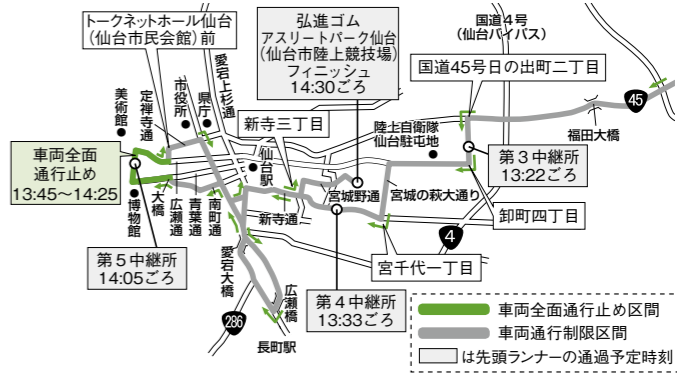 トークネットホール仙台
(仙台市民会館)前
弘進ゴム
アスリートパーク仙台
(仙台市陸上競技場)
フィニッシュ
14:30ごろ
国道4号
(仙台バイパス)
国道45号日の出町二丁目
45
愛宕上杉通
市役所
県庁
定禅寺通
美術館
新寺三丁目
陸上自衛隊
仙台駐屯地
福田大橋
仙台駅
車両全面
通行止め
13:45〜14:25
第3中継所
13:22ごろ
宮城野通
宮城の萩大通り
博物館
大橋
広瀬通
青葉通
南町通
新寺通
卸町四丁目
4
第5中継所
14:05ごろ
愛宕大橋
宮千代一丁目
広瀬橋
第4中継所
13:33ごろ
286
長町駅
車両全面通行止め区間
車両通行制限区間
は先頭ランナーの通過予定時刻